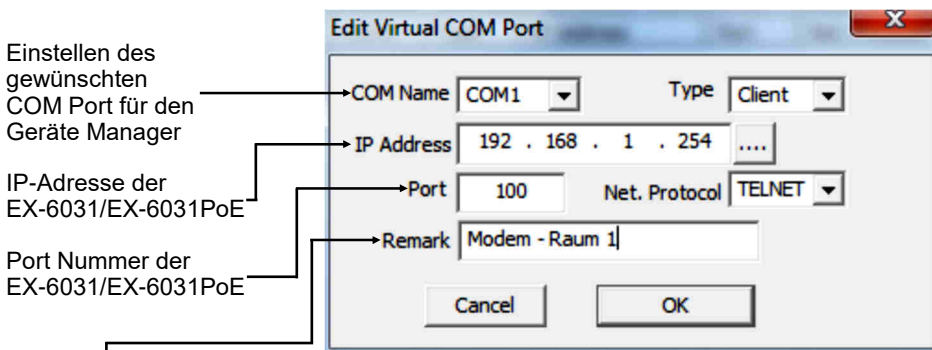 Edit Virtual COM Port
Einstellen des
gewünschten
COM Port für den
Geräte Manager
COM Name COM1 Type Client
IP Address 192 . 168 . 1 . 254 ....
IP-Adresse der
EX-6031/EX-6031PoE
Port 100 Net. Protocol TELNET
Remark Modem - Raum 1
Port Nummer der
EX-6031/EX-6031PoE
Cancel OK